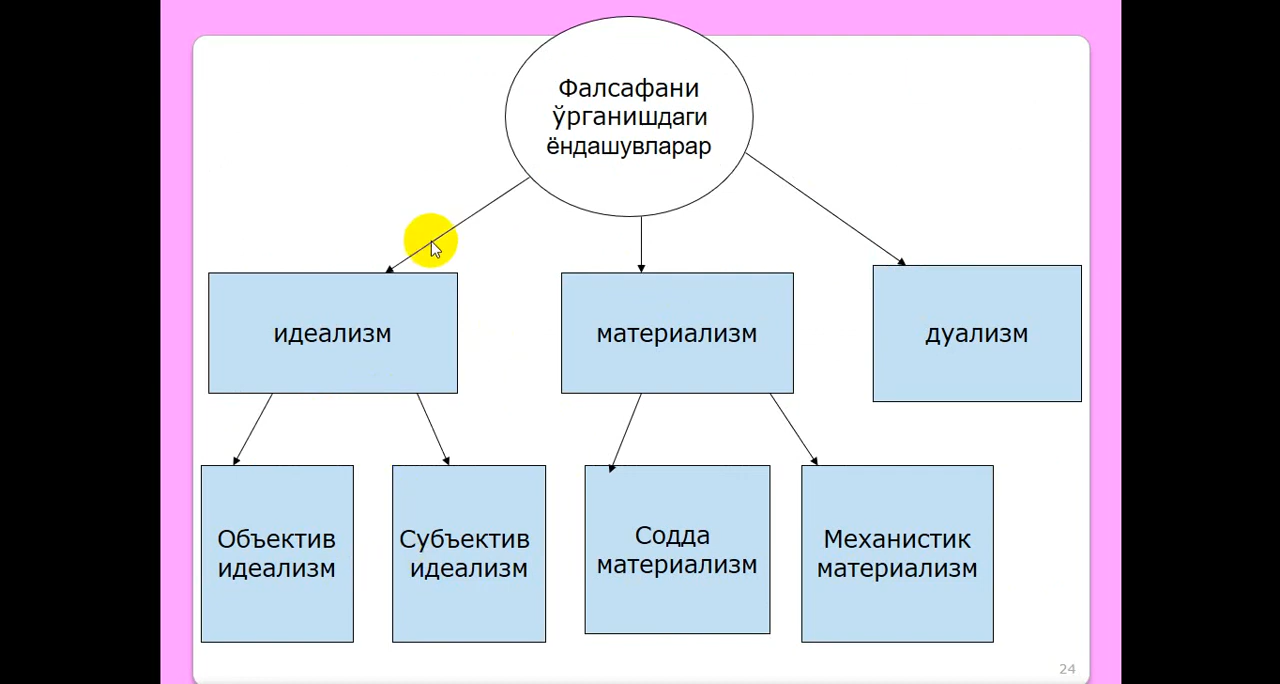 Фалсафани
ўрганишдаги
ёндашувларар
идеализм
материализм
дуализм
Объектив
идеализм
Субъектив
идеализм
Содда
материализм
Механистик
материализм
24